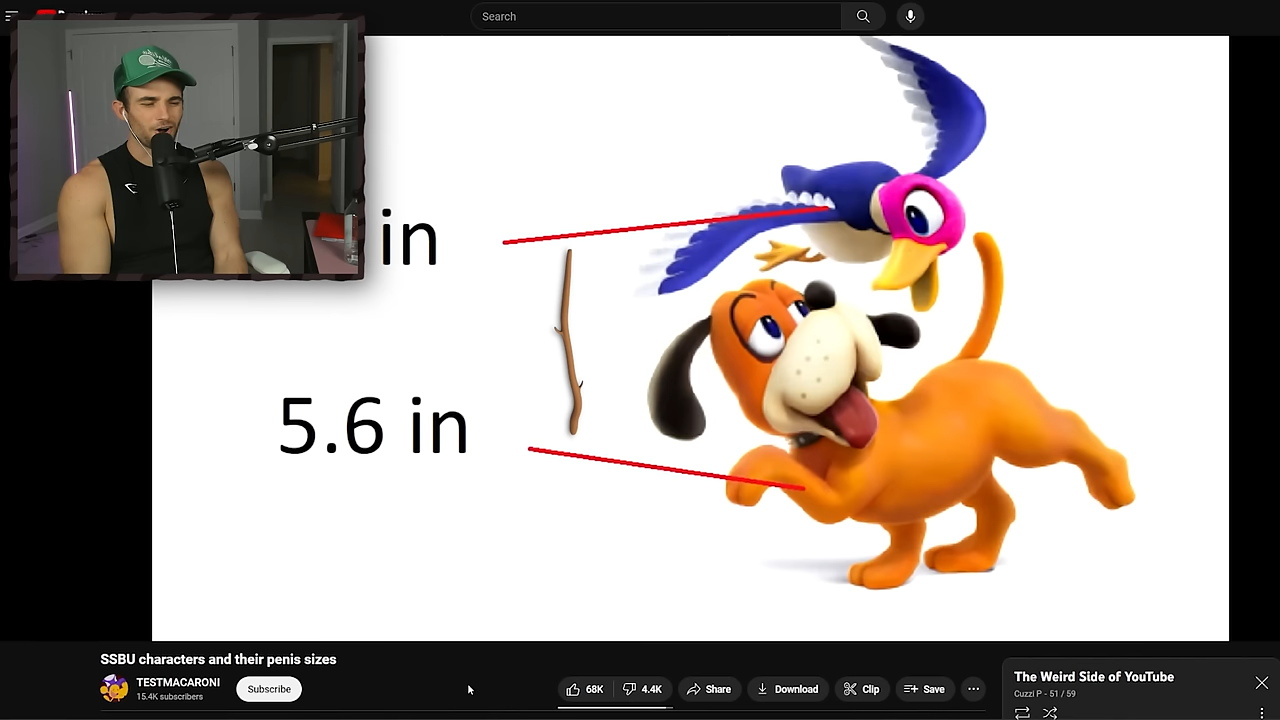 Search
in
5.6 in
SSBU characters and their penis sizes
TESTMACARONI
15.4K subscribers
Subscribe
68K
4.4K
Share
Download
Clip
Save
The Weird Side of YouTube
Cuzzi P - 51 / 59